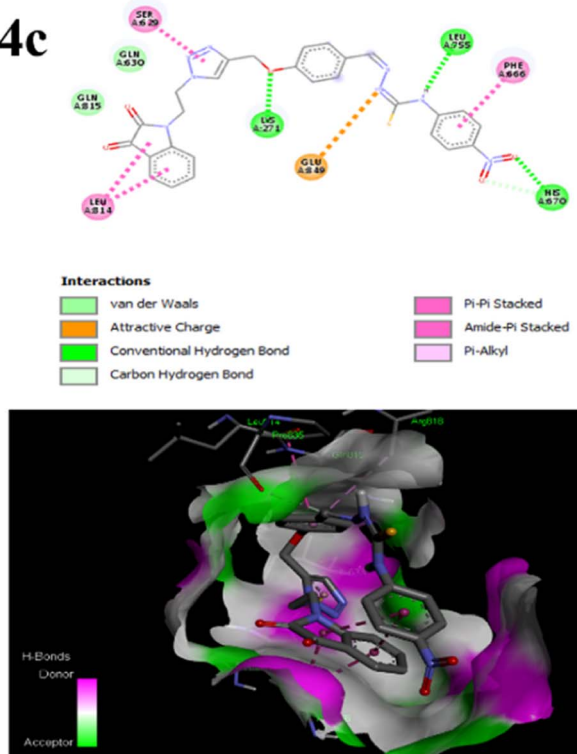 4c
SER
A:629
GLN
A:630
GLN
A:815
LYS
A:271
LEU
A:755
PHE
A:666
GLU
A:849
HIS
A:670
LEU
A:814
Interactions
van der Waals
Attractive Charge
Conventional Hydrogen Bond
Carbon Hydrogen Bond
Pi-Pi Stacked
Amide-Pi Stacked
Pi-Alkyl
Arg818
H-Bonds
Donor
Acceptor